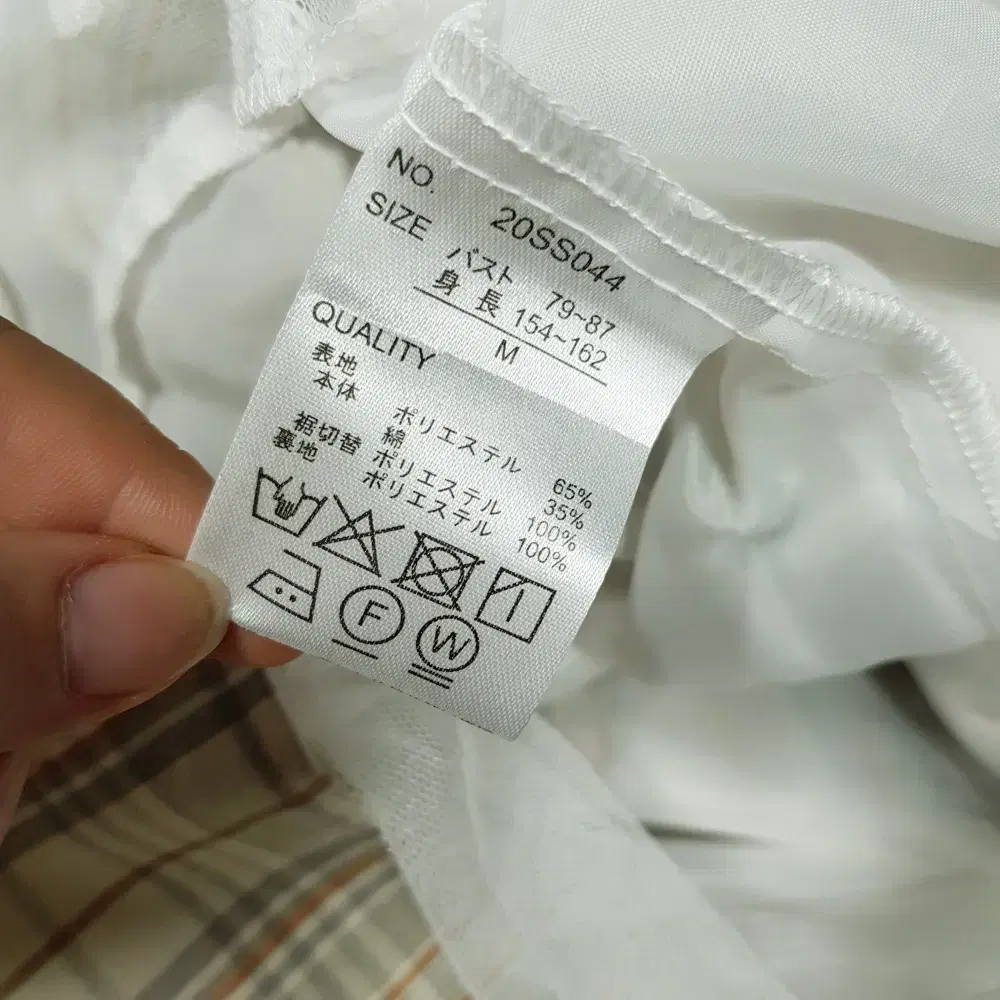 NO. 20SS044
SIZE バスト 79~87
身長 154~162
M
QUALITY
表地
本体 ポリエステル 65%
綿 35%
裾切替 ポリエステル 100%
裏地 ポリエステル 100%
F
W